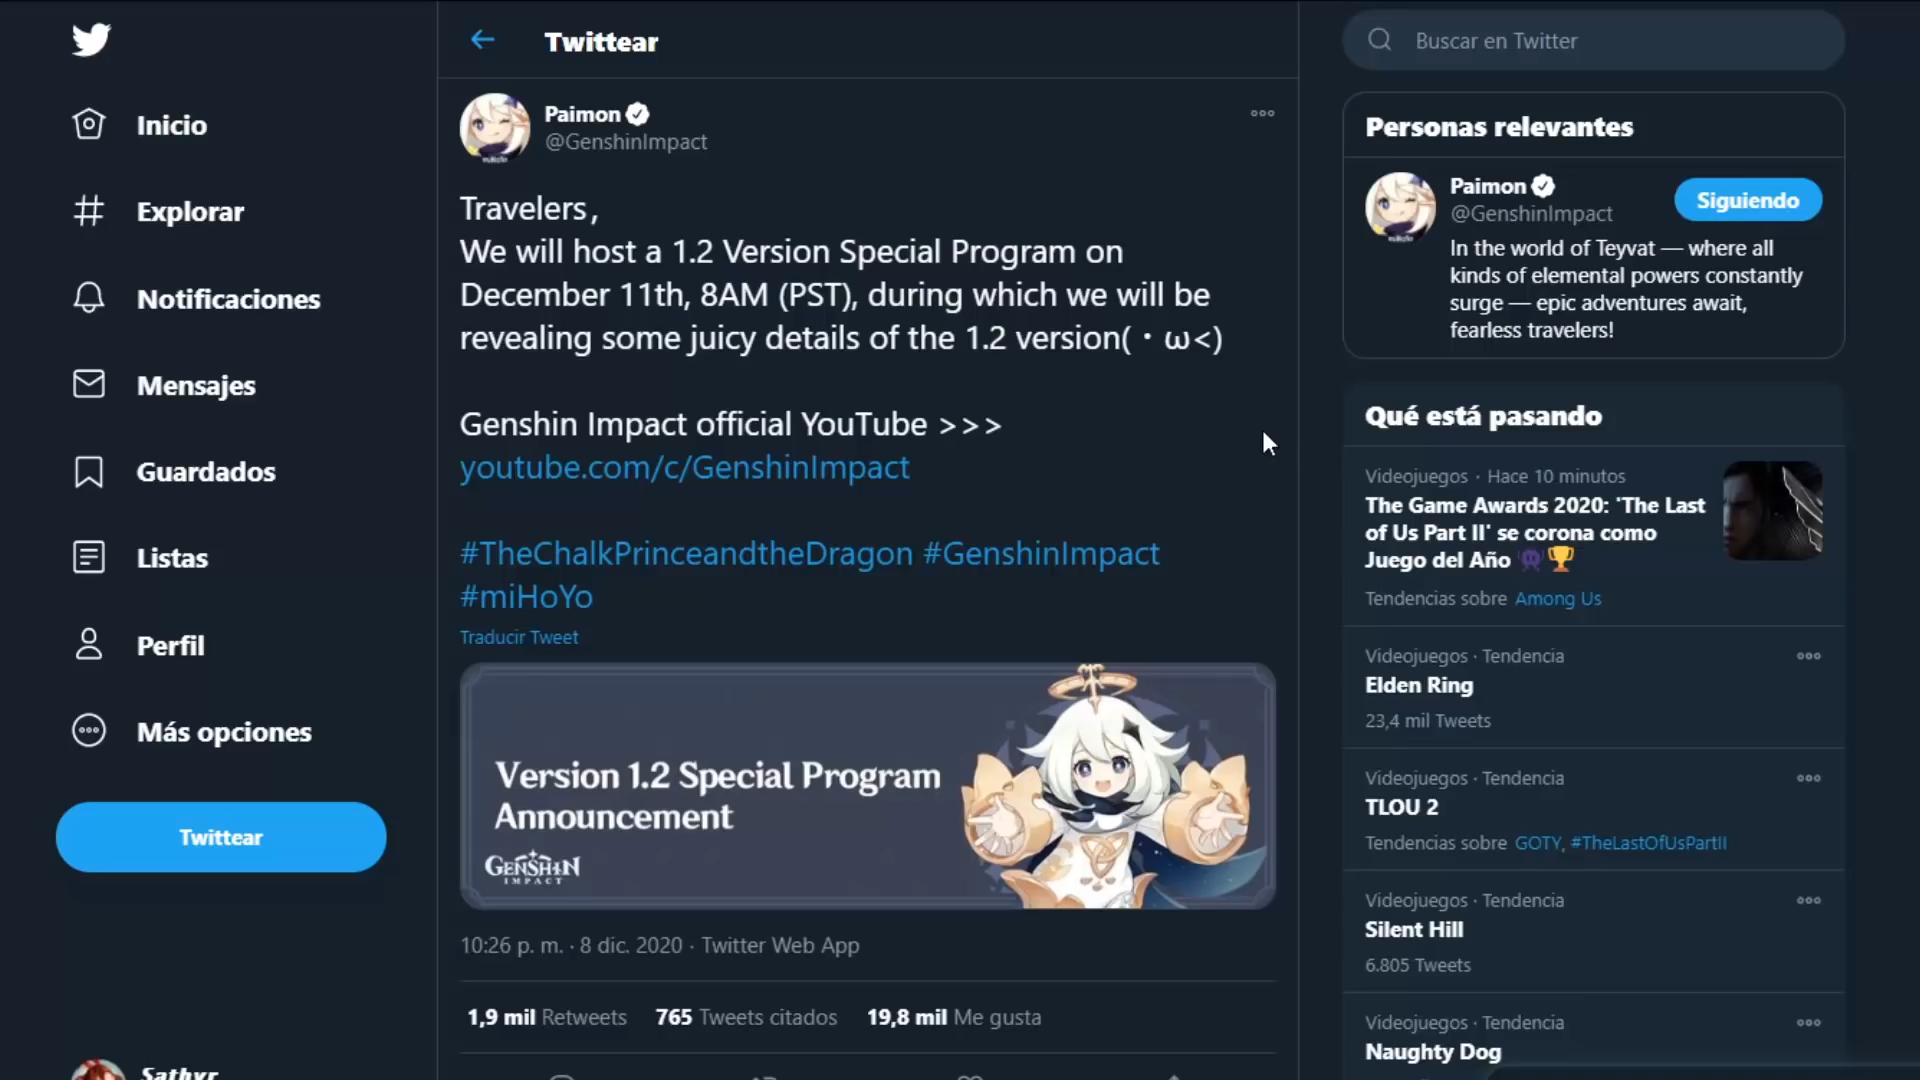 Twittear
Buscar en Twitter
Inicio
Explorar
Notificaciones
Mensajes
Guardados
Listas
Perfil
Más opciones
Twittear
Sathyr
Paimon
@GenshinImpact
Travelers,
We will host a 1.2 Version Special Program on
December 11th, 8AM (PST), during which we will be
revealing some juicy details of the 1.2 version(・ω<)
Genshin Impact official YouTube >>>
youtube.com/c/GenshinImpact
#TheChalkPrinceandtheDragon #GenshinImpact
#miHoYo
Traducir Tweet
Version 1.2 Special Program
Announcement
GENSHIN
IMPACT
10:26 p. m. · 8 dic. 2020 · Twitter Web App
1,9 mil Retweets 765 Tweets citados 19,8 mil Me gusta
Personas relevantes
Paimon
@GenshinImpact
Siguiendo
In the world of Teyvat — where all
kinds of elemental powers constantly
surge — epic adventures await,
fearless travelers!
Qué está pasando
Videojuegos · Hace 10 minutos
The Game Awards 2020: 'The Last
of Us Part II' se corona como
Juego del Año 👾🏆
Tendencias sobre Among Us
Videojuegos · Tendencia
Elden Ring
23,4 mil Tweets
Videojuegos · Tendencia
TLOU 2
Tendencias sobre GOTY, #TheLastOfUsPartII
Videojuegos · Tendencia
Silent Hill
6.805 Tweets
Videojuegos · Tendencia
Naughty Dog